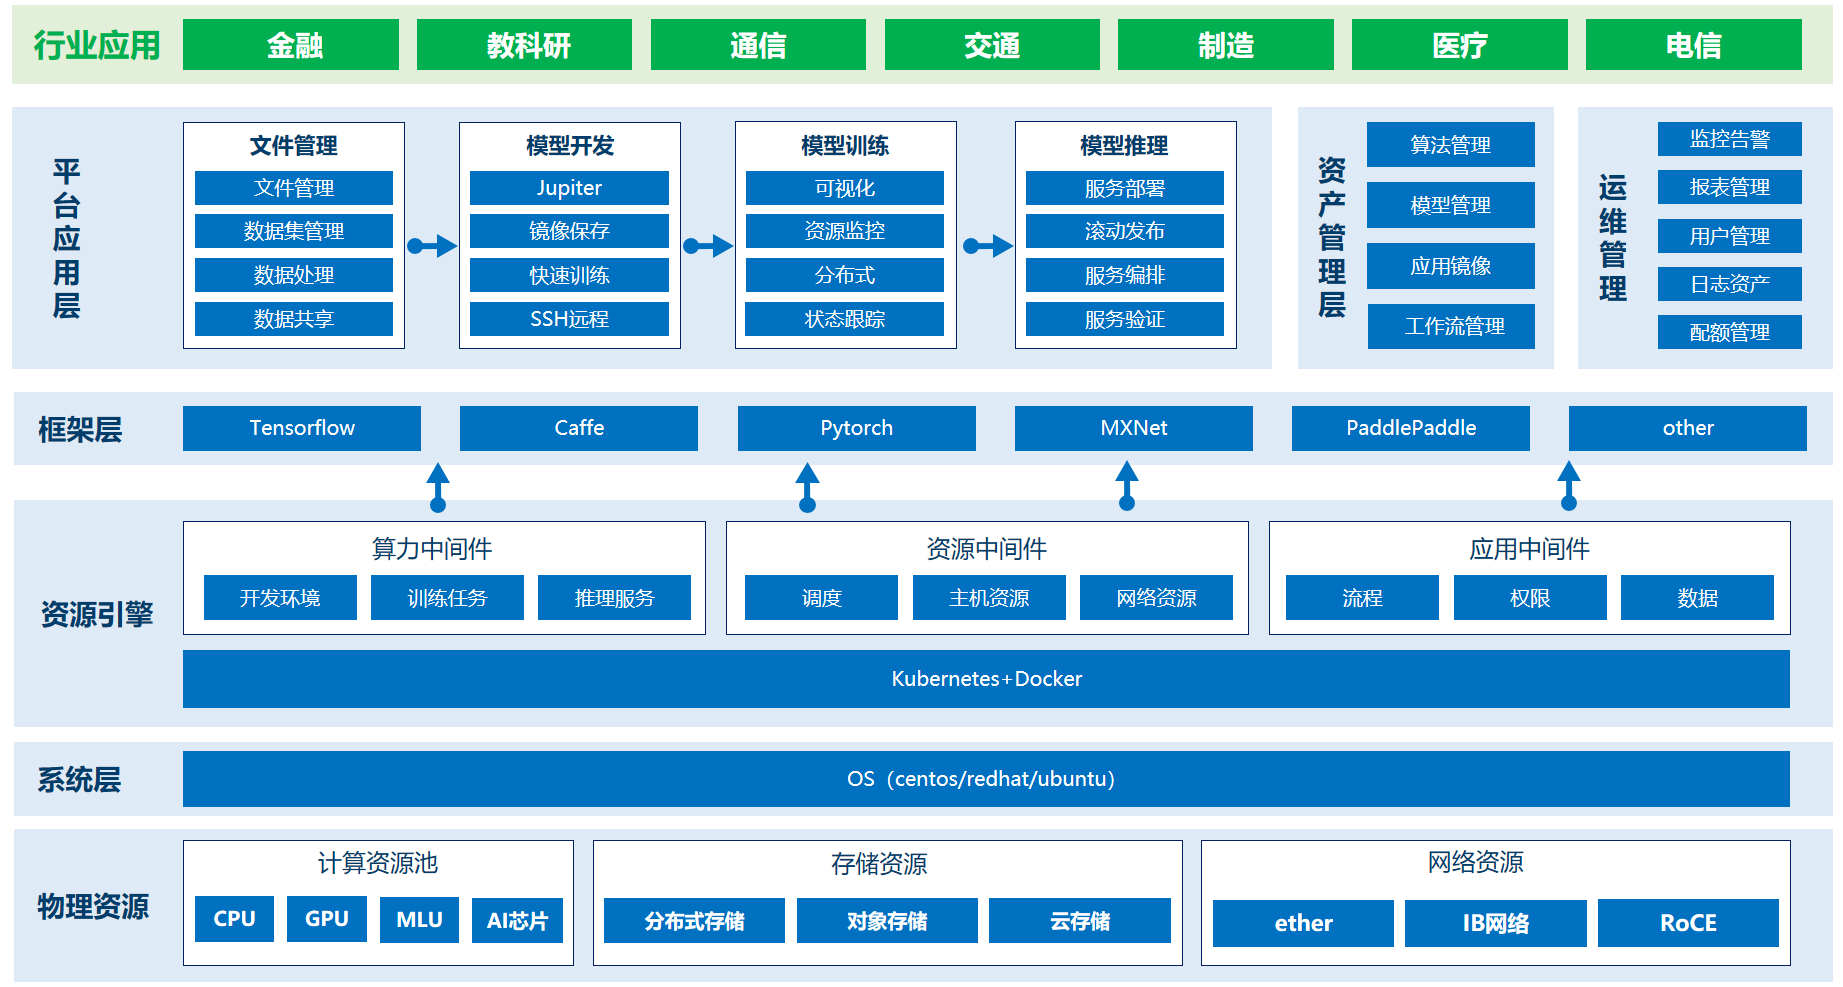 行业应用
金融
教科研
通信
交通
制造
医疗
电信
平台应用层
文件管理
文件管理
数据集管理
数据处理
数据共享
模型开发
Jupiter
镜像保存
快速训练
SSH远程
模型训练
可视化
资源监控
分布式
状态跟踪
模型推理
服务部署
滚动发布
服务编排
服务验证
资产管理层
算法管理
模型管理
应用镜像
工作流管理
运维管理
监控告警
报表管理
用户管理
日志资产
配额管理
框架层
Tensorflow
Caffe
Pytorch
MXNet
PaddlePaddle
other
资源引擎
算力中间件
开发环境
训练任务
推理服务
资源中间件
调度
主机资源
网络资源
应用中间件
流程
权限
数据
Kubernetes+Docker
系统层
OS（centos/redhat/ubuntu）
物理资源
计算资源池
CPU
GPU
MLU
AI芯片
存储资源
分布式存储
对象存储
云存储
网络资源
ether
IB网络
RoCE